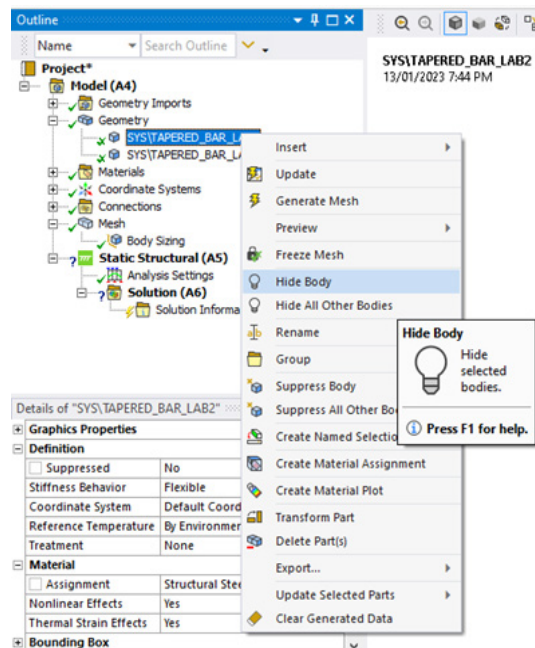 Outline
Name
Search Outline
Project*
Model (A4)
Geometry Imports
Geometry
SYS\TAPERED_BAR_LA
SYS\TAPERED_BAR_L
Materials
Coordinate Systems
Connections
Mesh
Body Sizing
Static Structural (A5)
Analysis Settings
Solution (A6)
Solution Informa
SYS\TAPERED_BAR_LAB2
13/01/2023 7:44 PM
Insert
Update
Generate Mesh
Preview
Freeze Mesh
Hide Body
Hide All Other Bodies
Rename
Group
Suppress Body
Suppress All Other Bo
Create Named Selectio
Create Material Assignment
Create Material Plot
Transform Part
Delete Part(s)
Export...
Update Selected Parts
Clear Generated Data
Hide Body
Hide
selected
bodies.
Press F1 for help.
Details of "SYS\TAPERED_BAR_LAB2"
Graphics Properties
Definition
Suppressed No
Stiffness Behavior Flexible
Coordinate System Default Coord
Reference Temperature By Environmen
Treatment None
Material
Assignment Structural Stee
Nonlinear Effects Yes
Thermal Strain Effects Yes
Bounding Box